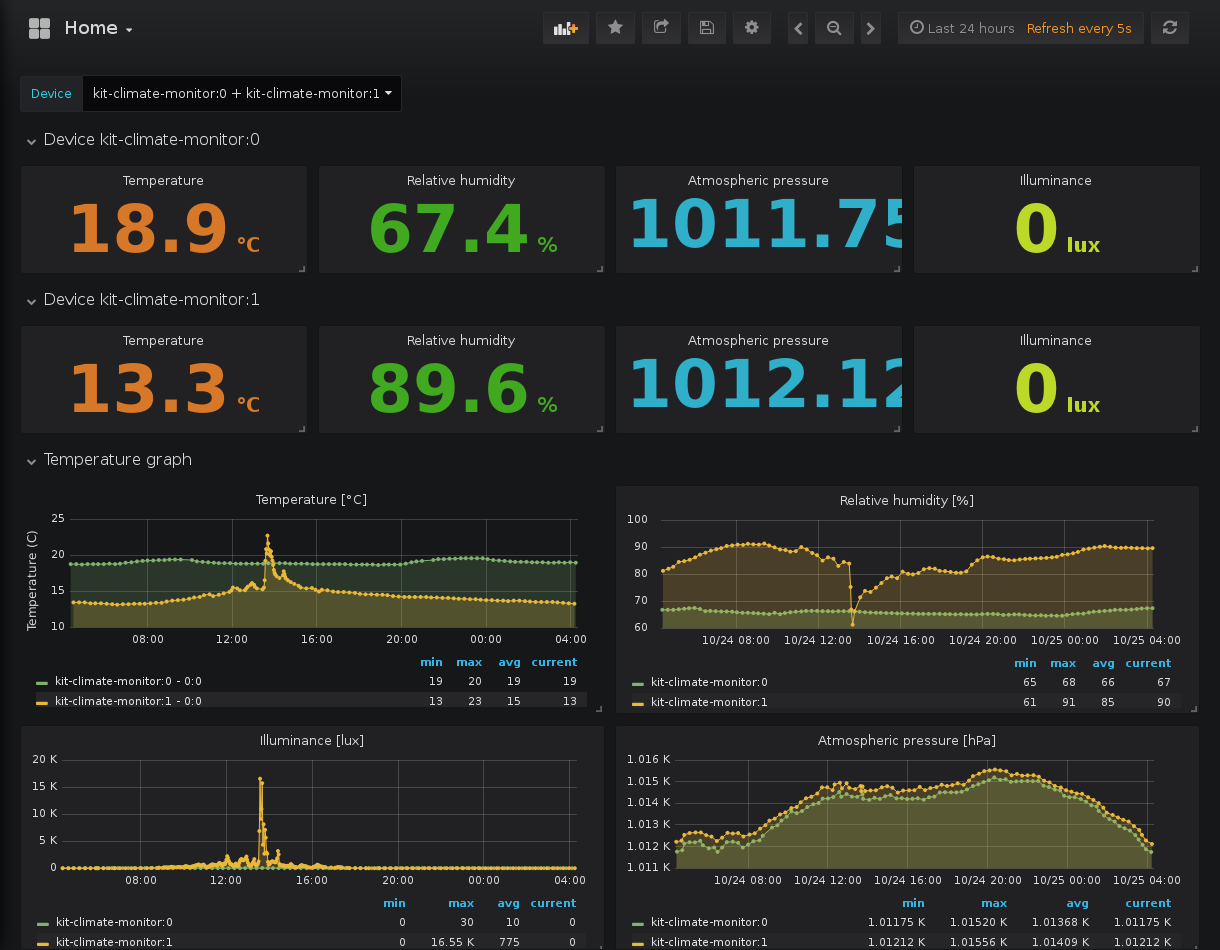 Home
Last 24 hours Refresh every 5s
Device kit-climate-monitor:0 + kit-climate-monitor:1
Device kit-climate-monitor:0
Temperature Relative humidity Atmospheric pressure Illuminance
18.9 °C 67.4 % 1011.75 0 lux
Device kit-climate-monitor:1
Temperature Relative humidity Atmospheric pressure Illuminance
13.3 °C 89.6 % 1012.12 0 lux
Temperature graph
Temperature [°C]
Temperature (C)
25
20
15
10
08:00 12:00 16:00 20:00 00:00 04:00
min max avg current
kit-climate-monitor:0 - 0:0 19 20 19 19
kit-climate-monitor:1 - 0:0 13 23 15 13
Relative humidity [%]
100
90
80
70
60
10/24 08:00 10/24 12:00 10/24 16:00 10/24 20:00 10/25 00:00 10/25 04:00
min max avg current
kit-climate-monitor:0 65 68 66 67
kit-climate-monitor:1 61 91 85 90
Illuminance [lux]
20 K
15 K
10 K
5 K
0
08:00 12:00 16:00 20:00 00:00 04:00
min max avg current
kit-climate-monitor:0 0 30 10 0
kit-climate-monitor:1 0 16.55 K 775 0
Atmospheric pressure [hPa]
1.016 K
1.015 K
1.014 K
1.013 K
1.012 K
1.011 K
10/24 08:00 10/24 12:00 10/24 16:00 10/24 20:00 10/25 00:00 10/25 04:00
min max avg current
kit-climate-monitor:0 1.01175 K 1.01520 K 1.01368 K 1.01175 K
kit-climate-monitor:1 1.01212 K 1.01556 K 1.01409 K 1.01212 K